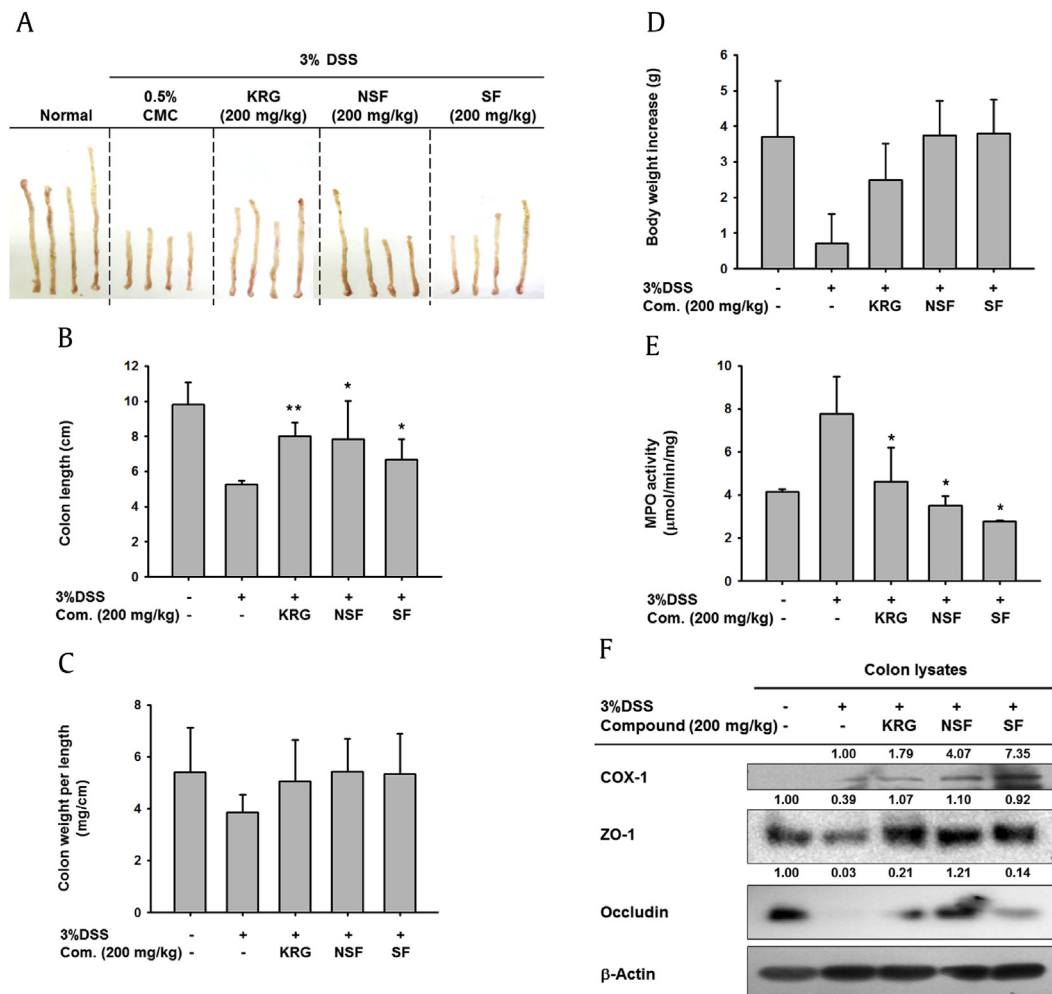 A
3% DSS
Normal
0.5% CMC
KRG (200 mg/kg)
NSF (200 mg/kg)
SF (200 mg/kg)
B
Colon length (cm)
12
10
8
6
4
2
0
** * *
3%DSS - + + + +
Com. (200 mg/kg) - - KRG NSF SF
C
Colon weight per length (mg/cm)
8
6
4
2
0
3%DSS - + + + +
Com. (200 mg/kg) - - KRG NSF SF
D
Body weight increase (g)
6
5
4
3
2
1
0
3%DSS - + + + +
Com. (200 mg/kg) - - KRG NSF SF
E
MPO activity (μmol/min/mg)
10
8
6
4
2
0
* * *
3%DSS - + + + +
Com. (200 mg/kg) - - KRG NSF SF
F
Colon lysates
3%DSS - + + + +
Compound (200 mg/kg) - - KRG NSF SF
1.00 1.79 4.07 7.35
COX-1
1.00 0.39 1.07 1.10 0.92
ZO-1
1.00 0.03 0.21 1.21 0.14
Occludin
β-Actin